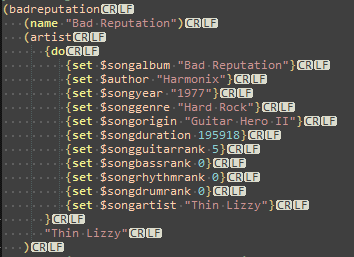 (badreputationCRLF
(name "Bad Reputation")CRLF
(artistCRLF
{doCRLF
{set $songalbum "Bad Reputation"}CRLF
{set $author "Harmonix"}CRLF
{set $songyear "1977"}CRLF
{set $songgenre "Hard Rock"}CRLF
{set $songorigin "Guitar Hero II"}CRLF
{set $songduration 195918}CRLF
{set $songguitarrank 5}CRLF
{set $songbassrank 0}CRLF
{set $songrhythmrank 0}CRLF
{set $songdrumrank 0}CRLF
{set $songartist "Thin Lizzy"}CRLF
}CRLF
"Thin Lizzy"CRLF
)CRLF